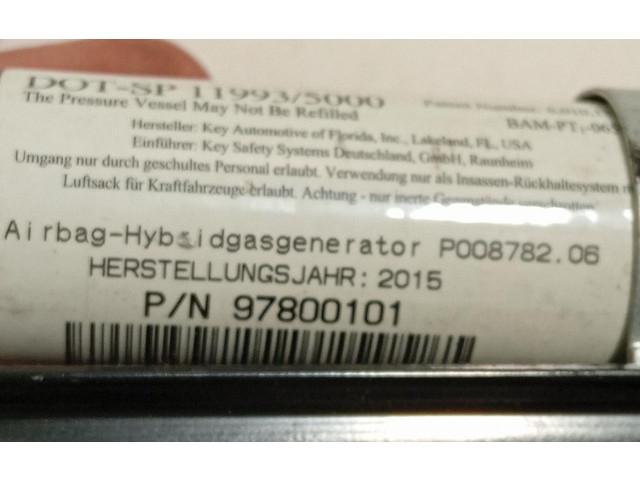 DOT-SP 11993/5000
The Pressure Vessel May Not Be Refilled
BAM-PT
Hersteller: Key Automotive of Florida, Inc., Lakeland, FL, USA
Einführer: Key Safety Systems Deutschland, GmbH, Raunheim
Umgang nur durch geschultes Personal erlaubt. Verwendung nur als Insassen-Rückhaltesystem
Luftsack für Kraftfahrzeuge erlaubt. Achtung - nur inerte
Airbag-Hybridgasgenerator P008782.06
HERSTELLUNGSJAHR: 2015
P/N 97800101